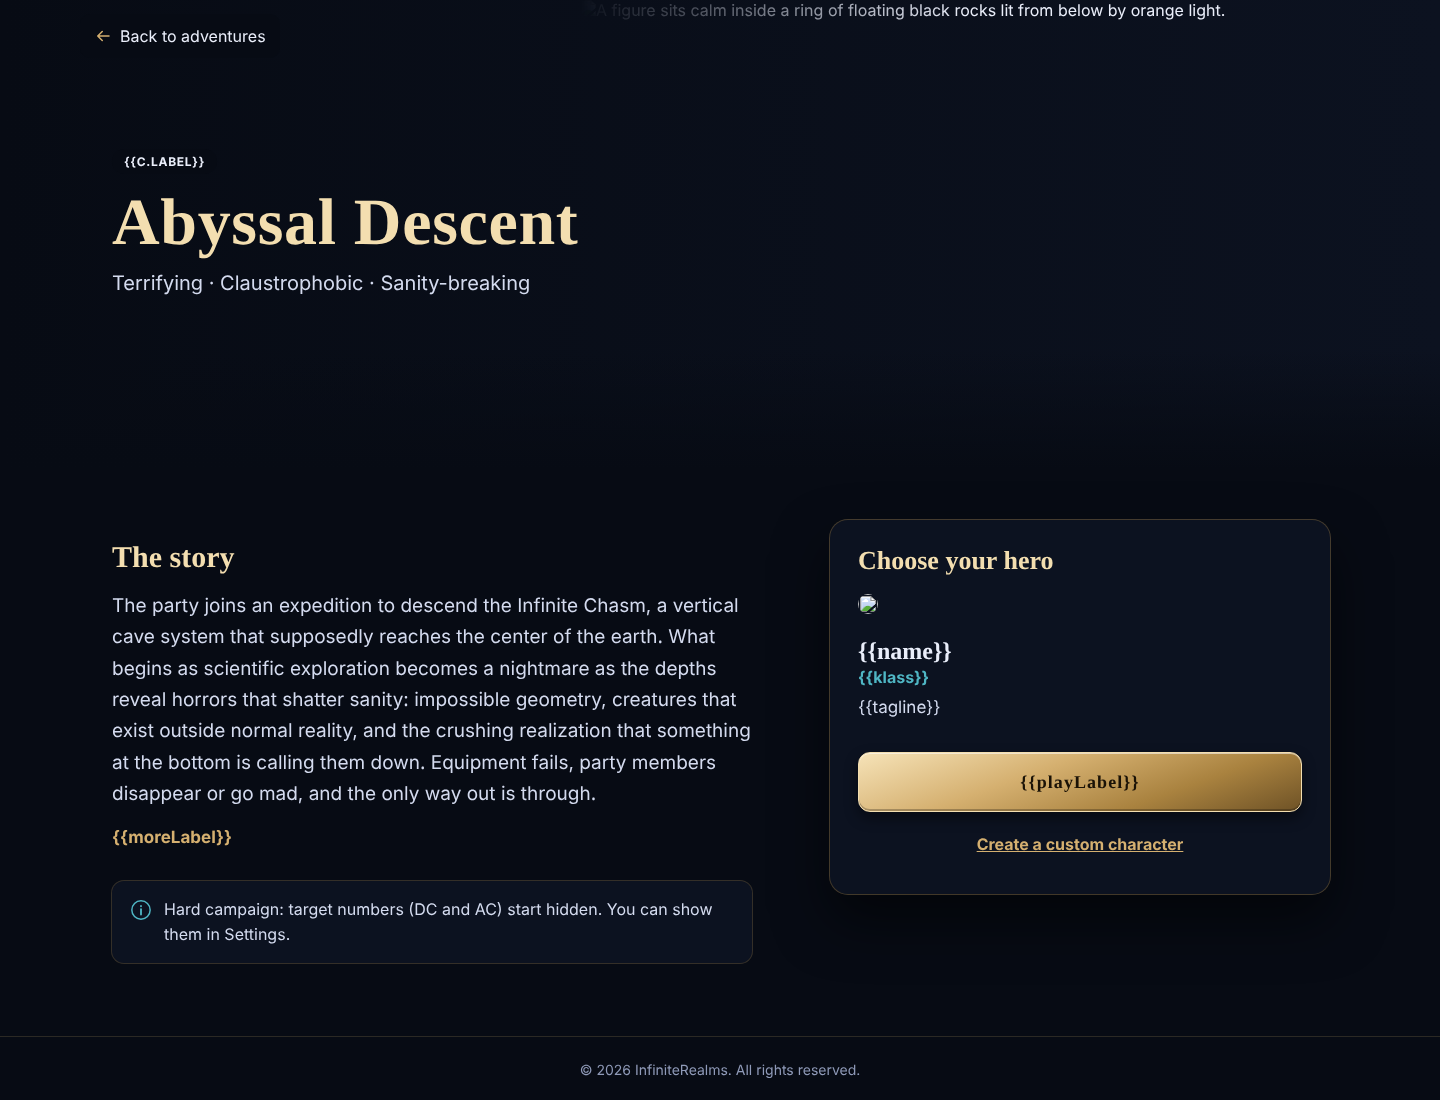 A figure sits calm inside a ring of floating black rocks lit from below by orange light.
← Back to adventures
{{C.LABEL}}
Abyssal Descent
Terrifying · Claustrophobic · Sanity-breaking
The story
The party joins an expedition to descend the Infinite Chasm, a vertical
cave system that supposedly reaches the center of the earth. What
begins as scientific exploration becomes a nightmare as the depths
reveal horrors that shatter sanity: impossible geometry, creatures that
exist outside normal reality, and the crushing realization that something
at the bottom is calling them down. Equipment fails, party members
disappear or go mad, and the only way out is through.
{{moreLabel}}
Hard campaign: target numbers (DC and AC) start hidden. You can show
them in Settings.
Choose your hero
{{name}}
{{klass}}
{{tagline}}
{{playLabel}}
Create a custom character
© 2026 InfiniteRealms. All rights reserved.